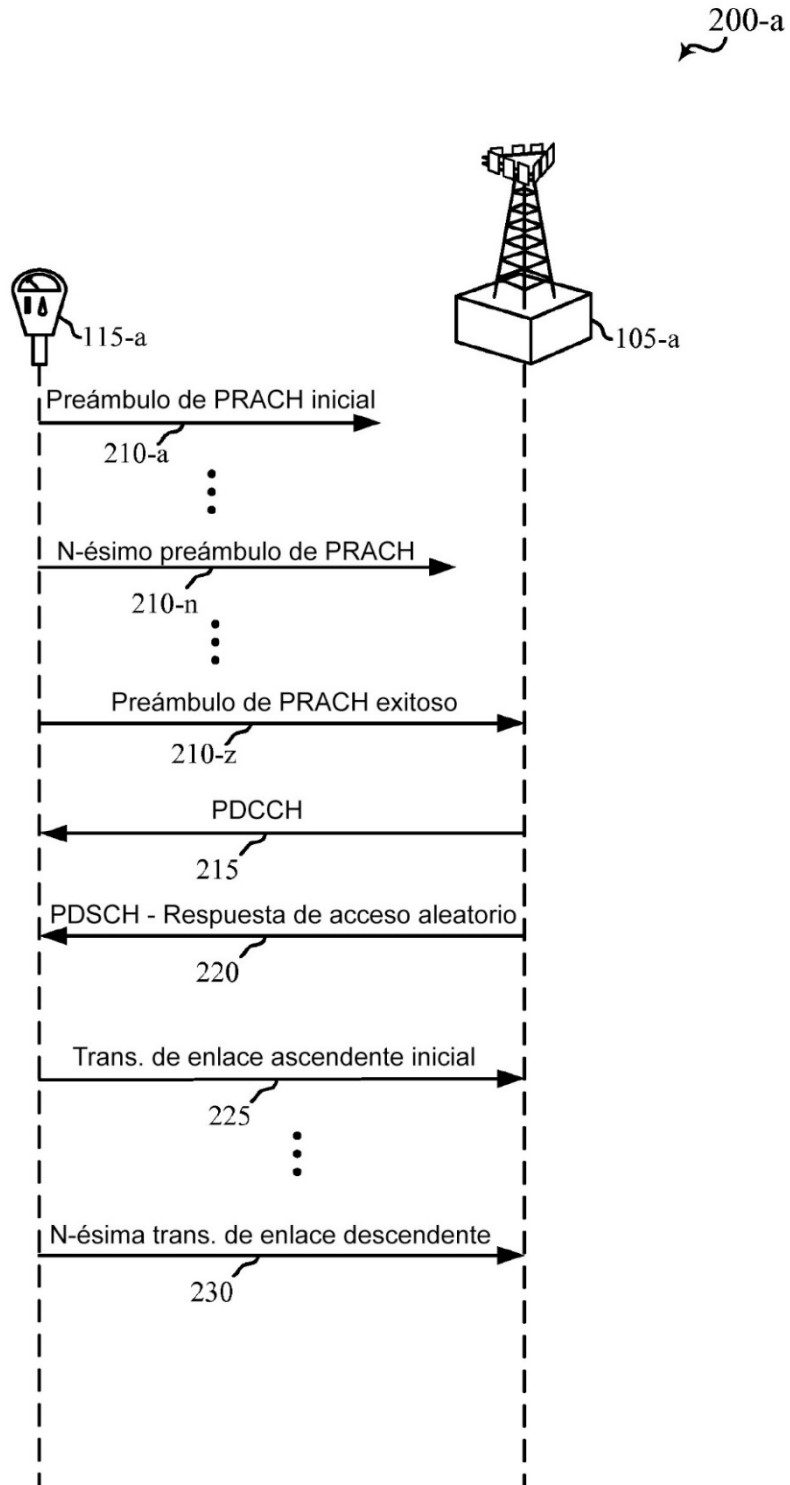 200-a
115-a
105-a
Preámbulo de PRACH inicial
210-a
N-ésimo preámbulo de PRACH
210-n
Preámbulo de PRACH exitoso
210-z
PDCCH
215
PDSCH - Respuesta de acceso aleatorio
220
Trans. de enlace ascendente inicial
225
N-ésima trans. de enlace descendente
230